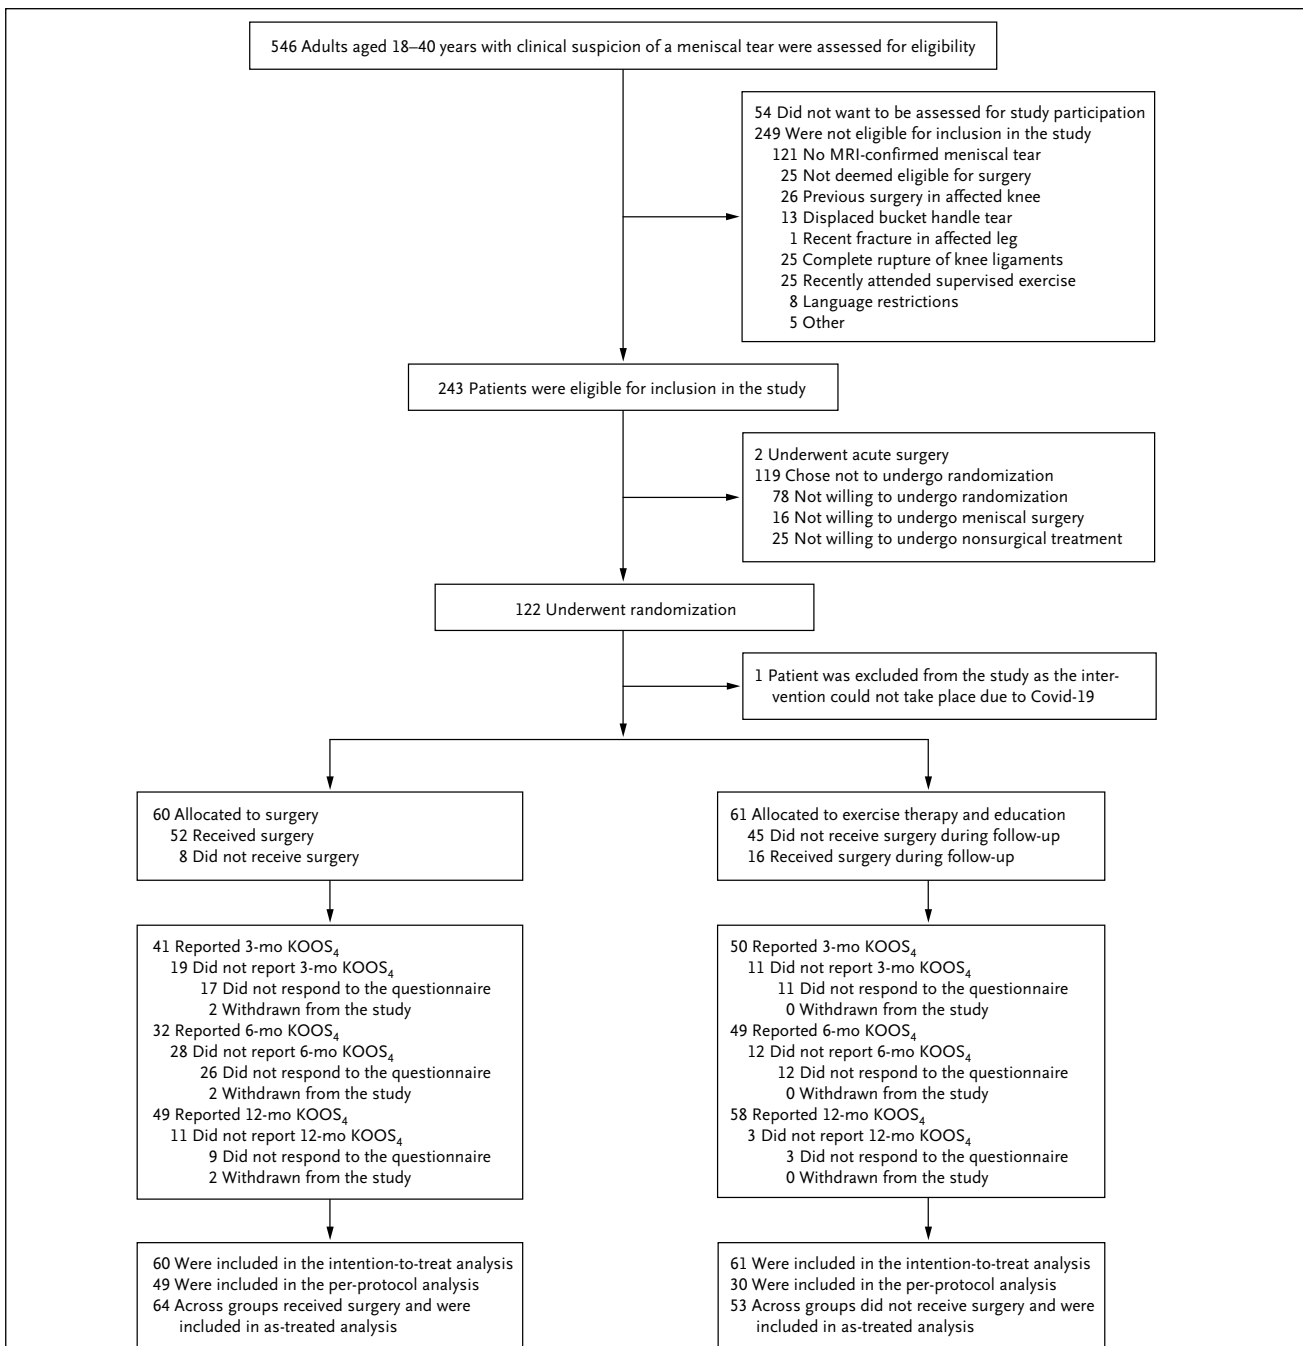 546 Adults aged 18–40 years with clinical suspicion of a meniscal tear were assessed for eligibility
54 Did not want to be assessed for study participation
249 Were not eligible for inclusion in the study
121 No MRI-confirmed meniscal tear
25 Not deemed eligible for surgery
26 Previous surgery in affected knee
13 Displaced bucket handle tear
1 Recent fracture in affected leg
25 Complete rupture of knee ligaments
25 Recently attended supervised exercise
8 Language restrictions
5 Other
243 Patients were eligible for inclusion in the study
2 Underwent acute surgery
119 Chose not to undergo randomization
78 Not willing to undergo randomization
16 Not willing to undergo meniscal surgery
25 Not willing to undergo nonsurgical treatment
122 Underwent randomization
1 Patient was excluded from the study as the inter-
vention could not take place due to Covid-19
60 Allocated to surgery
52 Received surgery
8 Did not receive surgery
61 Allocated to exercise therapy and education
45 Did not receive surgery during follow-up
16 Received surgery during follow-up
41 Reported 3-mo KOOS₄
19 Did not report 3-mo KOOS₄
17 Did not respond to the questionnaire
2 Withdrawn from the study
32 Reported 6-mo KOOS₄
28 Did not report 6-mo KOOS₄
26 Did not respond to the questionnaire
2 Withdrawn from the study
49 Reported 12-mo KOOS₄
11 Did not report 12-mo KOOS₄
9 Did not respond to the questionnaire
2 Withdrawn from the study
50 Reported 3-mo KOOS₄
11 Did not report 3-mo KOOS₄
11 Did not respond to the questionnaire
0 Withdrawn from the study
49 Reported 6-mo KOOS₄
12 Did not report 6-mo KOOS₄
12 Did not respond to the questionnaire
0 Withdrawn from the study
58 Reported 12-mo KOOS₄
3 Did not report 12-mo KOOS₄
3 Did not respond to the questionnaire
0 Withdrawn from the study
60 Were included in the intention-to-treat analysis
49 Were included in the per-protocol analysis
64 Across groups received surgery and were
included in as-treated analysis
61 Were included in the intention-to-treat analysis
30 Were included in the per-protocol analysis
53 Across groups did not receive surgery and were
included in as-treated analysis